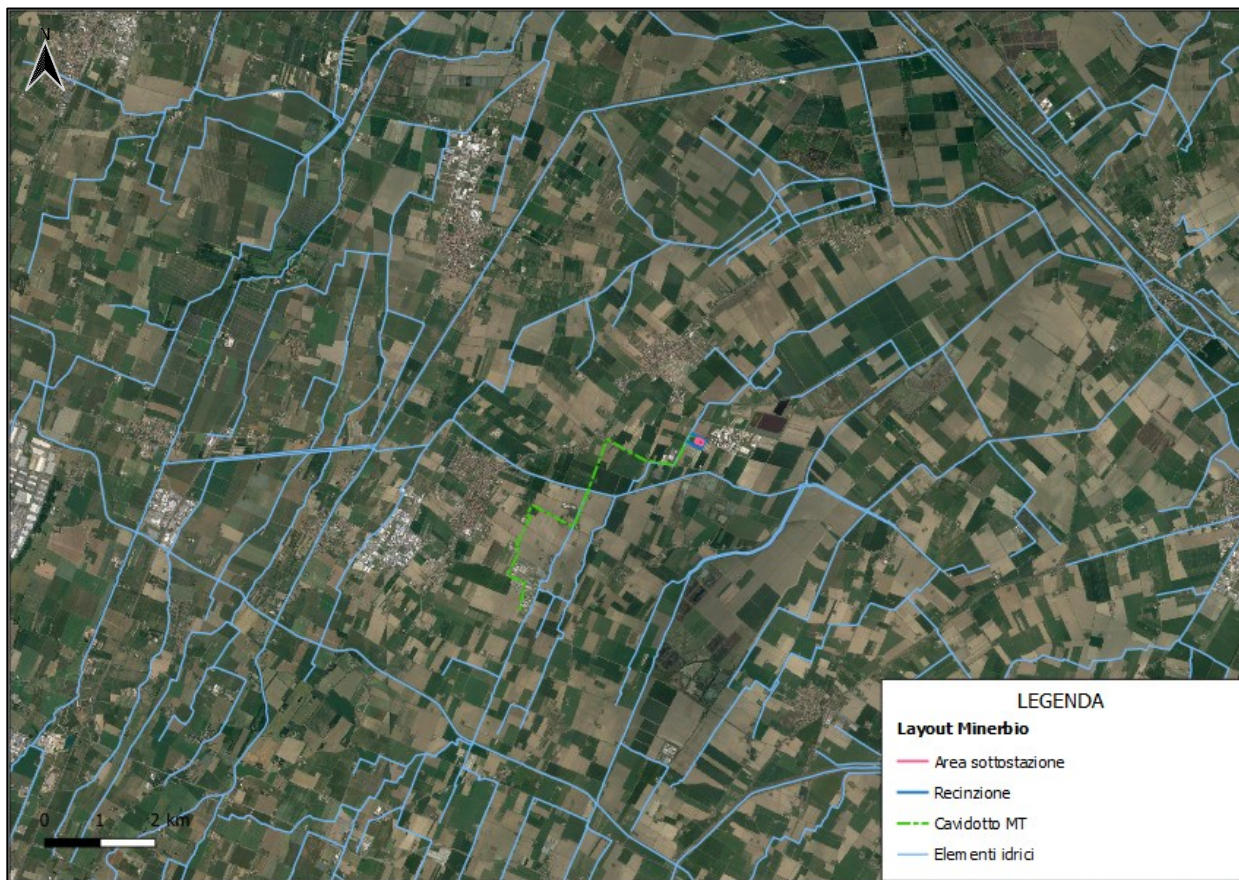 N
0 1 2 km
LEGENDA
Layout Minerbio
Area sottostazione
Recinzione
Cavidotto MT
Elementi idrici